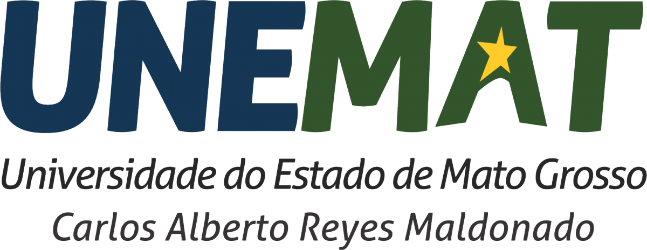 UNEMAT
Universidade do Estado de Mato Grosso
Carlos Alberto Reyes Maldonado